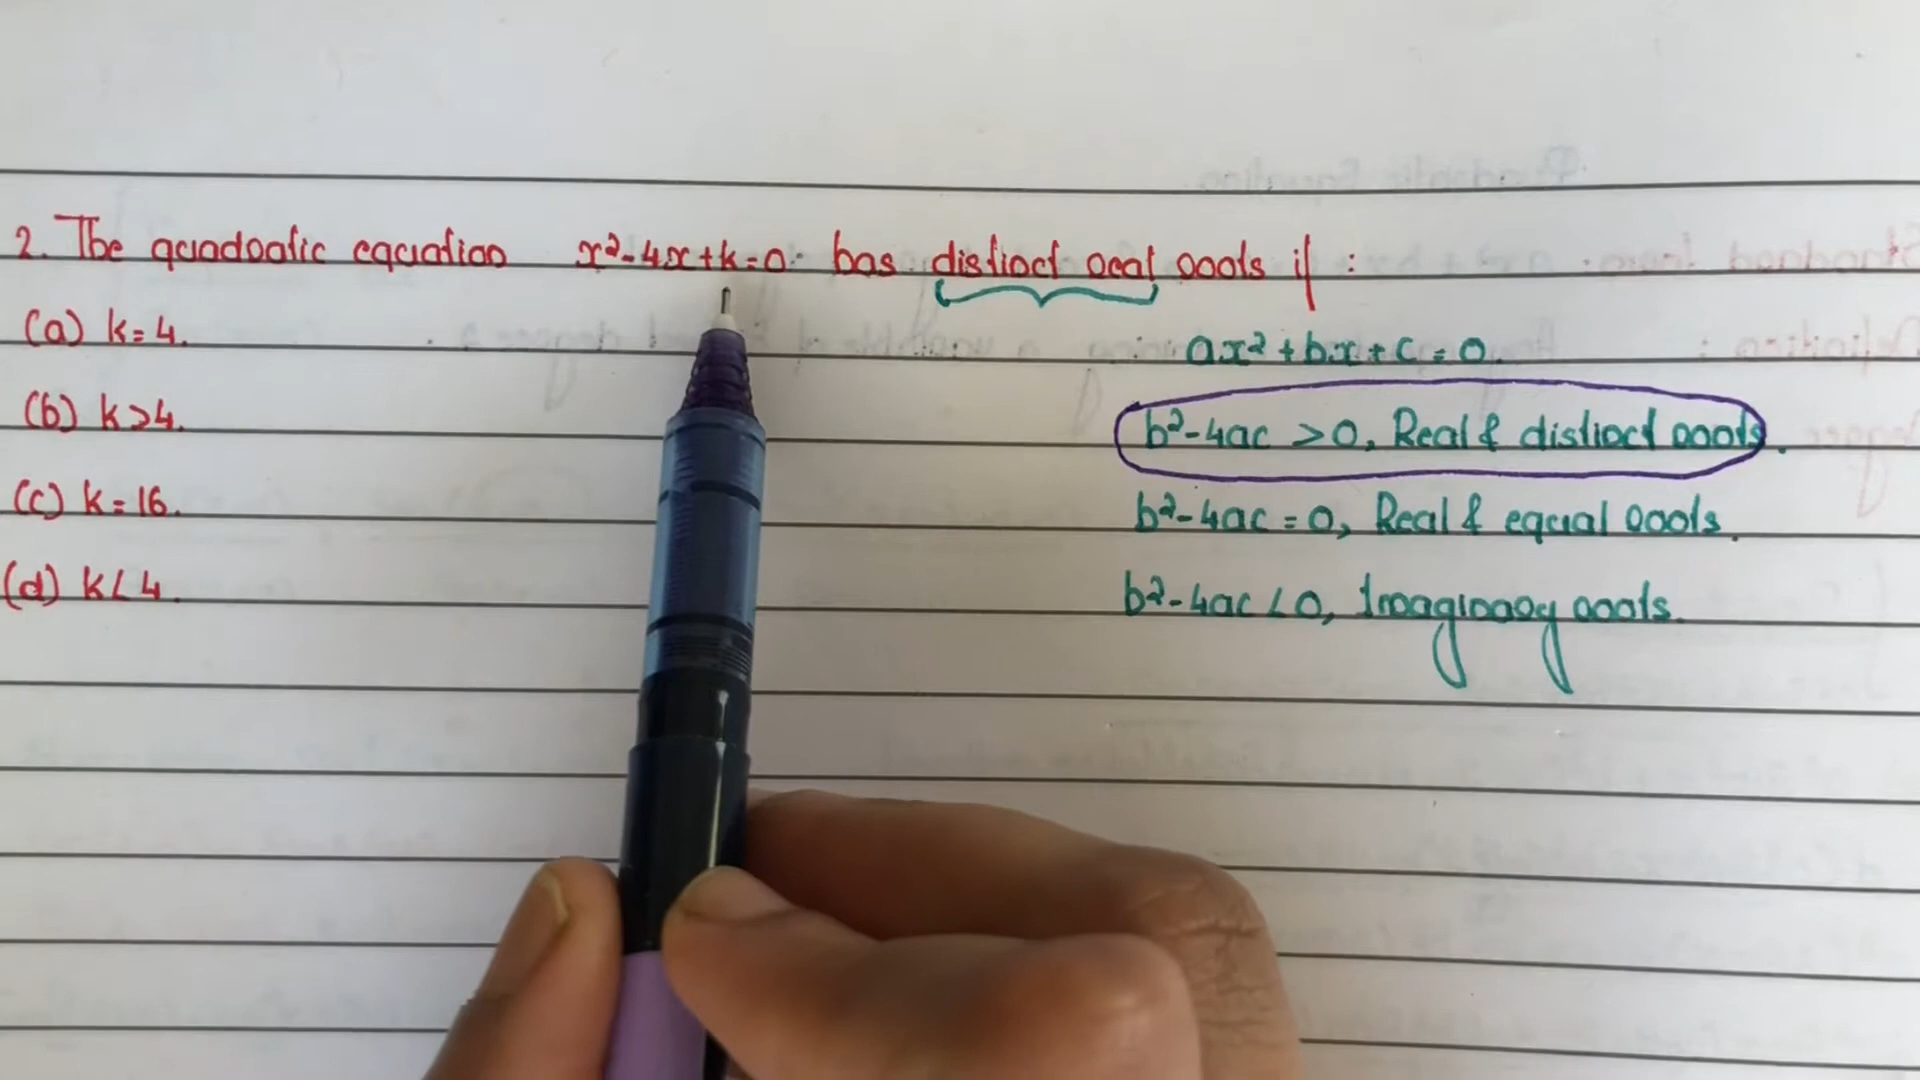 2. The quadratic equation x²-4x+k=0 has distinct real roots if :
(a) k=4.
(b) k>4.
(c) k=16.
(d) k<4.
ax²+bx+c=0.
b²-4ac >0, Real & distinct roots.
b²-4ac =0, Real & equal roots.
b²-4ac <0, Imaginary roots.